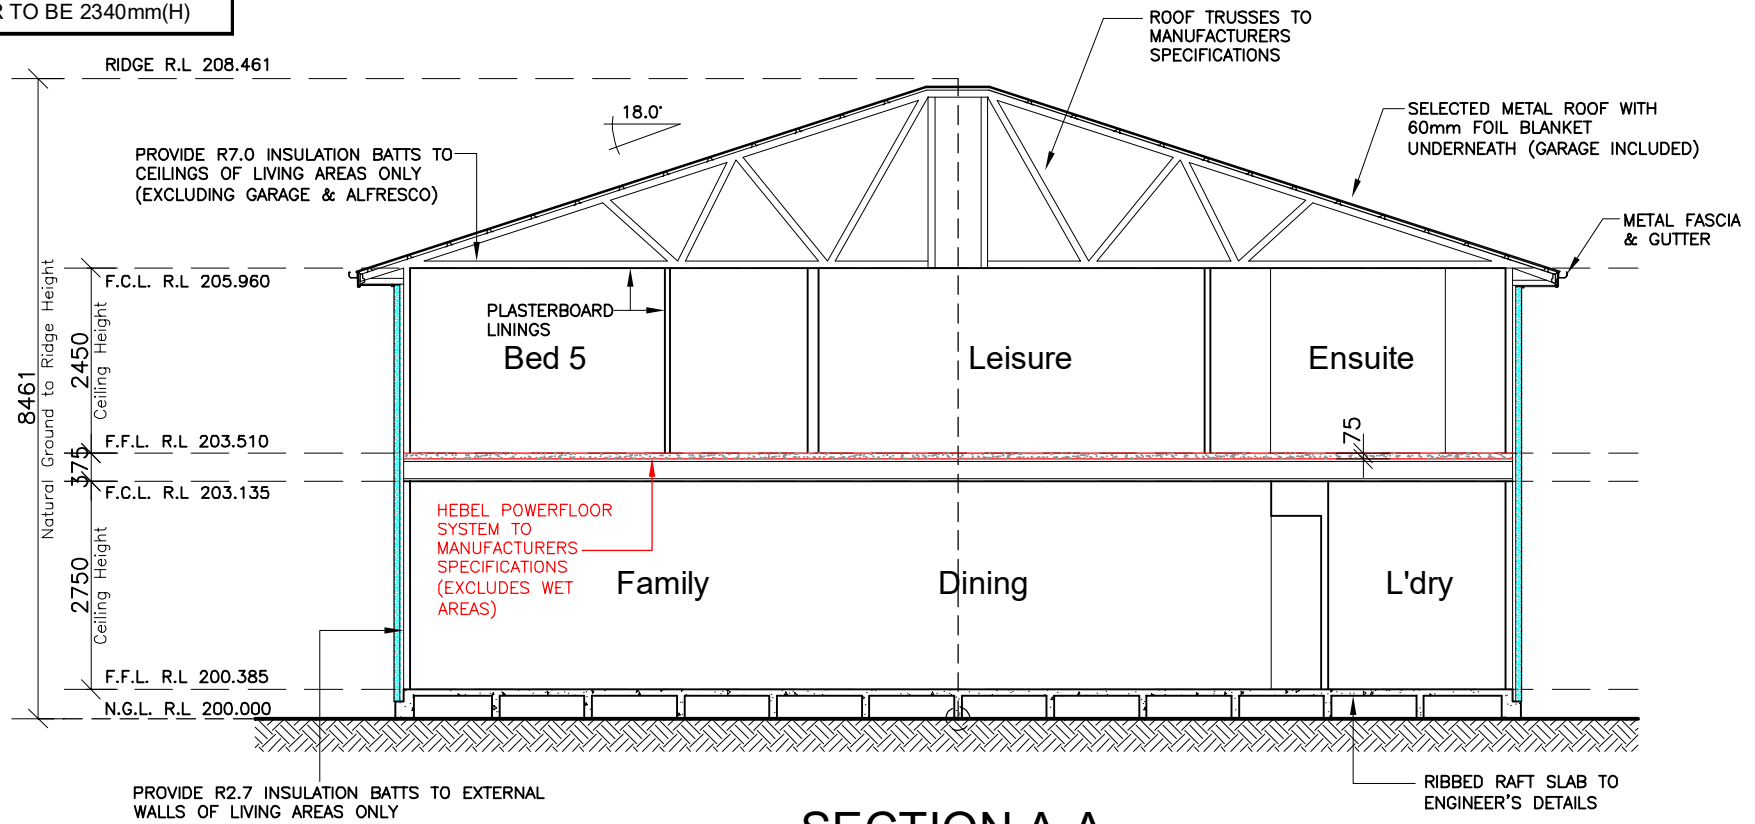 R TO BE 2340mm(H)
ROOF TRUSSES TO
MANUFACTURERS
SPECIFICATIONS
RIDGE R.L 208.461
18.0°
SELECTED METAL ROOF WITH
60mm FOIL BLANKET
UNDERNEATH (GARAGE INCLUDED)
PROVIDE R7.0 INSULATION BATTS TO
CEILINGS OF LIVING AREAS ONLY
(EXCLUDING GARAGE & ALFRESCO)
METAL FASCIA
& GUTTER
F.C.L. R.L 205.960
PLASTERBOARD
LININGS
Bed 5
Leisure
Ensuite
8461
Natural Ground to Ridge Height
2450
Ceiling Height
F.F.L. R.L 203.510
75
375
F.C.L. R.L 203.135
HEBEL POWERFLOOR
SYSTEM TO
MANUFACTURERS
SPECIFICATIONS
(EXCLUDES WET
AREAS)
Family
Dining
L'dry
2750
Ceiling Height
F.F.L. R.L 200.385
N.G.L. R.L 200.000
PROVIDE R2.7 INSULATION BATTS TO EXTERNAL
WALLS OF LIVING AREAS ONLY
RIBBED RAFT SLAB TO
ENGINEER'S DETAILS
SECTION A-A